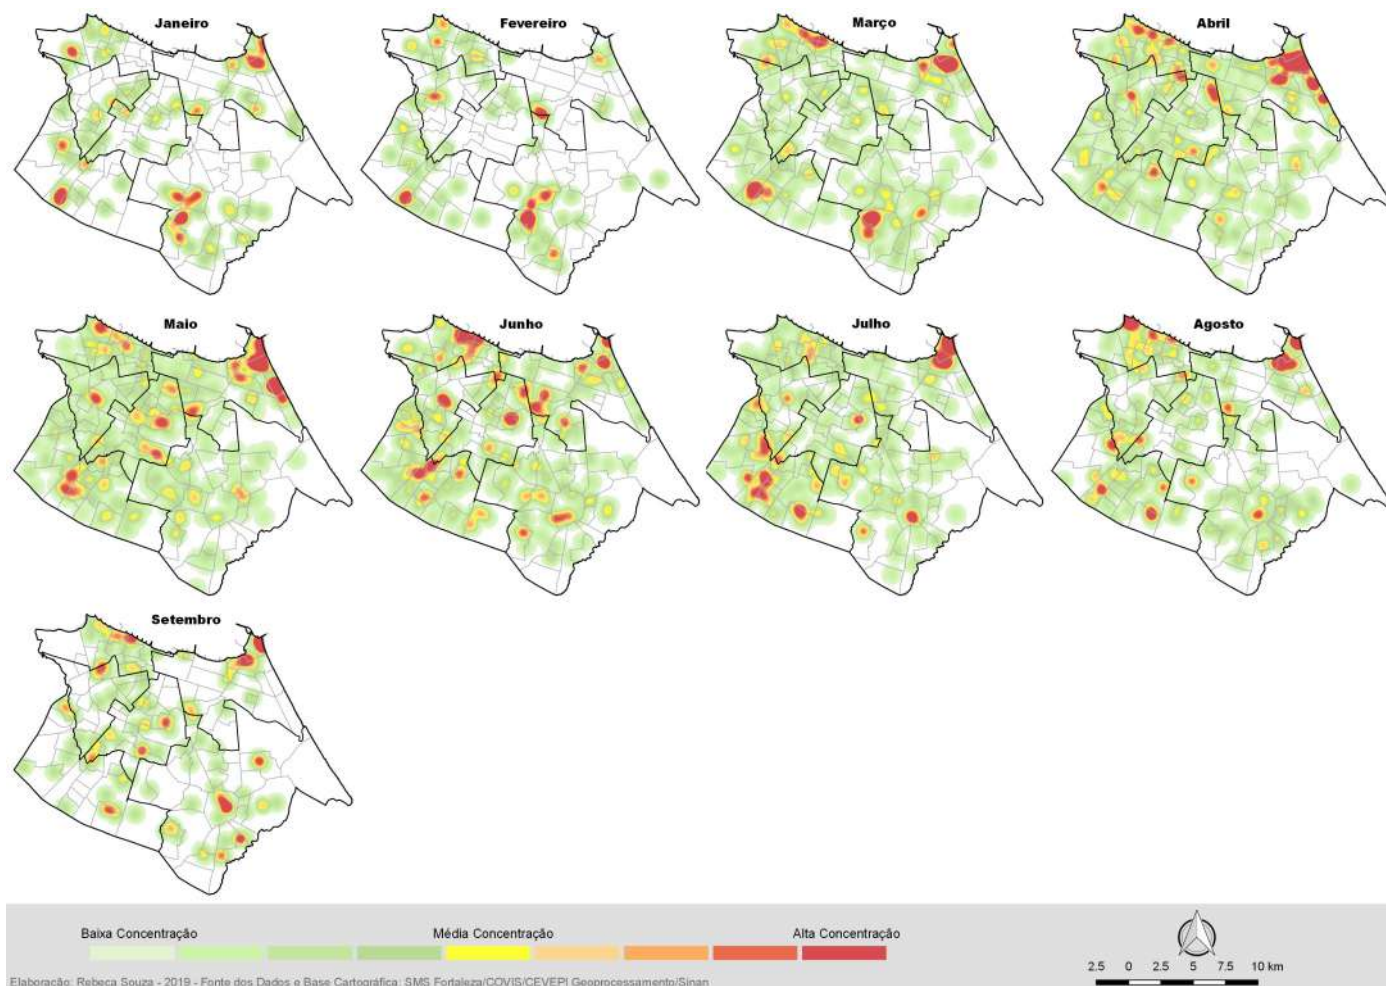 Janeiro
Fevereiro
Março
Abril
Maio
Junho
Julho
Agosto
Setembro
Baixa Concentração
Média Concentração
Alta Concentração
2.5 0 2.5 5 7.5 10 km
Elaboração: Rebeca Souza - 2019 - Fonte dos Dados e Base Cartográfica: SMS Fortaleza/COVIS/CEVEPI Geoprocessamento/Sinan